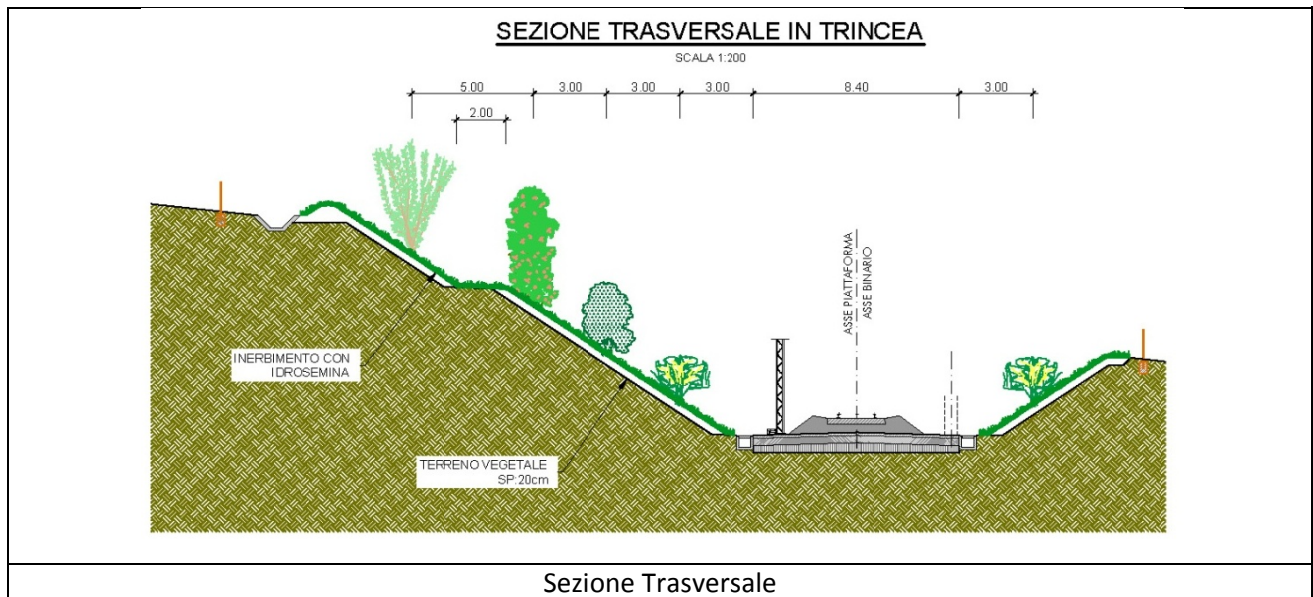 SEZIONE TRASVERSALE IN TRINCEA
SCALA 1:200
5.00 3.00 3.00 3.00 8.40 3.00
2.00
ASSE PIATTAFORMA
ASSE BINARIO
INERBIMENTO CON
IDROSEMINA
TERRENO VEGETALE
SP:20cm
Sezione Trasversale